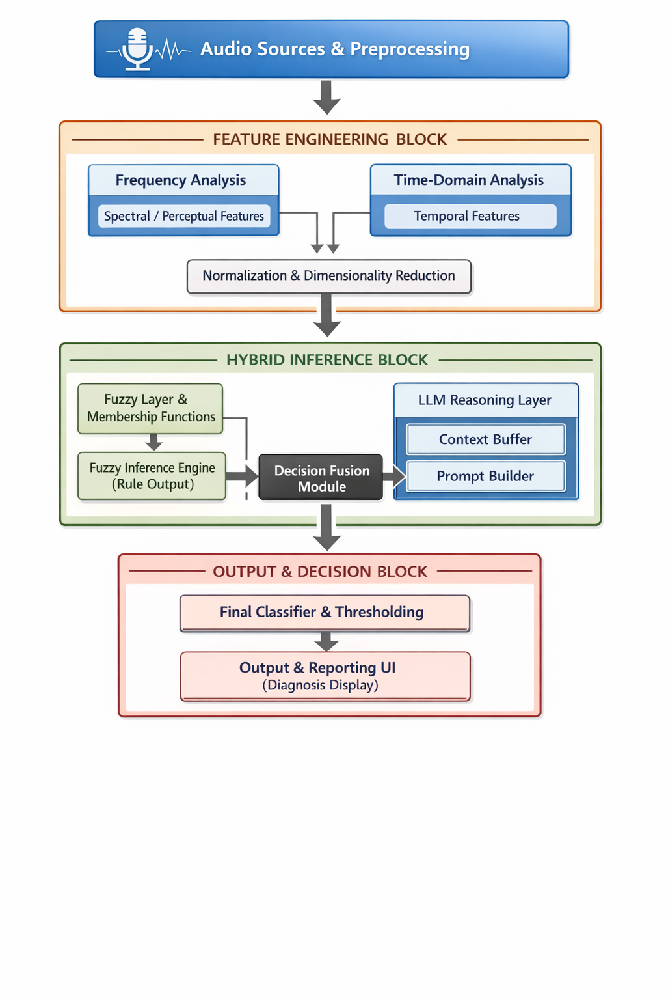 Audio Sources & Preprocessing
FEATURE ENGINEERING BLOCK
Frequency Analysis
Spectral / Perceptual Features
Time-Domain Analysis
Temporal Features
Normalization & Dimensionality Reduction
HYBRID INFERENCE BLOCK
Fuzzy Layer &
Membership Functions
Fuzzy Inference Engine
(Rule Output)
Decision Fusion
Module
LLM Reasoning Layer
Context Buffer
Prompt Builder
OUTPUT & DECISION BLOCK
Final Classifier & Thresholding
Output & Reporting UI
(Diagnosis Display)